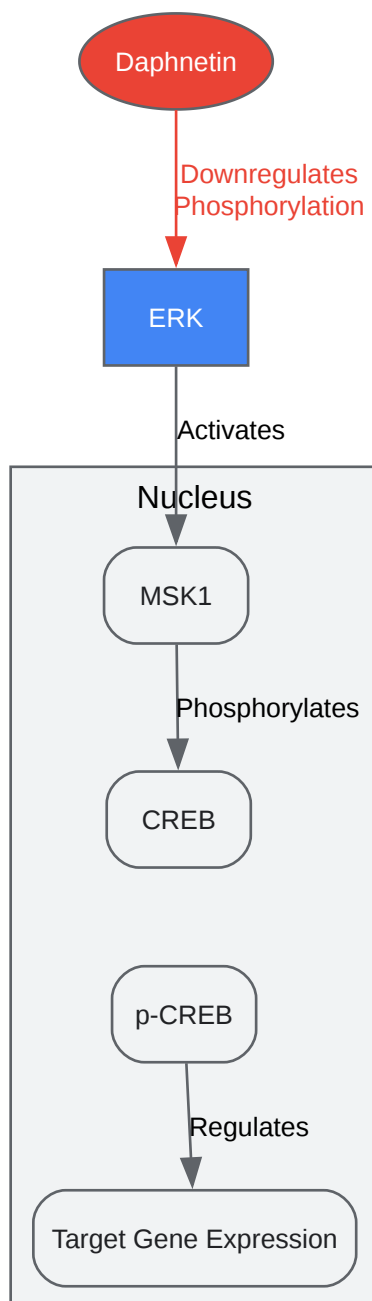 Daphnetin
Downregulates
Phosphorylation
ERK
Activates
Nucleus
MSK1
Phosphorylates
CREB
p-CREB
Regulates
Target Gene Expression